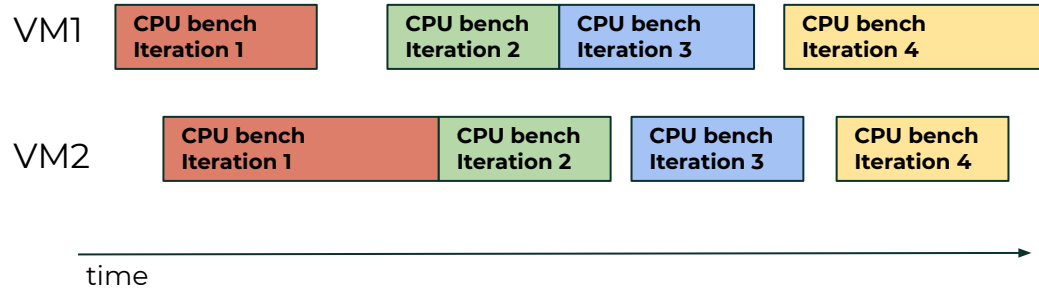 VM1
CPU bench
Iteration 1
CPU bench
Iteration 2
CPU bench
Iteration 3
CPU bench
Iteration 4
VM2
CPU bench
Iteration 1
CPU bench
Iteration 2
CPU bench
Iteration 3
CPU bench
Iteration 4
time